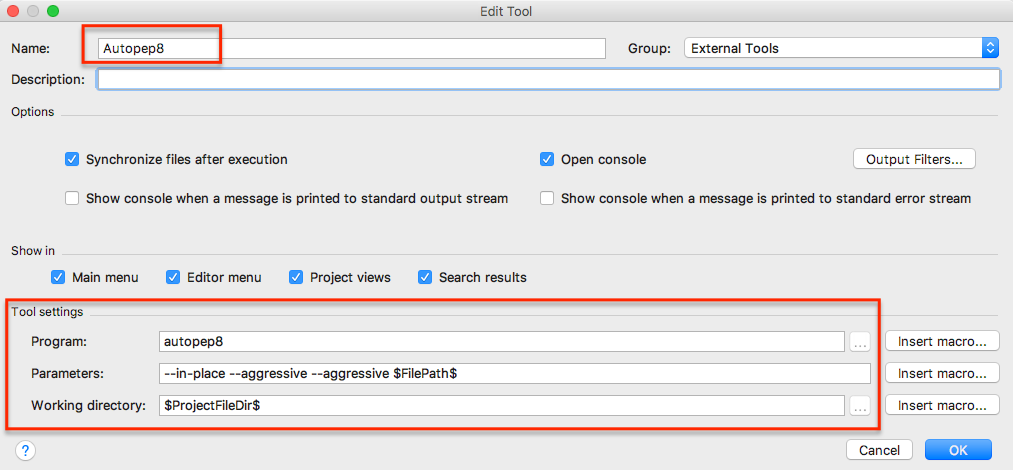 Edit Tool
Name: Autopep8 Group: External Tools
Description:
Options
Synchronize files after execution Open console Output Filters...
Show console when a message is printed to standard output stream Show console when a message is printed to standard error stream
Show in
Main menu Editor menu Project views Search results
Tool settings
Program: autopep8 ... Insert macro...
Parameters: --in-place --aggressive --aggressive $FilePath$ Insert macro...
Working directory: $ProjectFileDir$ ... Insert macro...
? Cancel OK